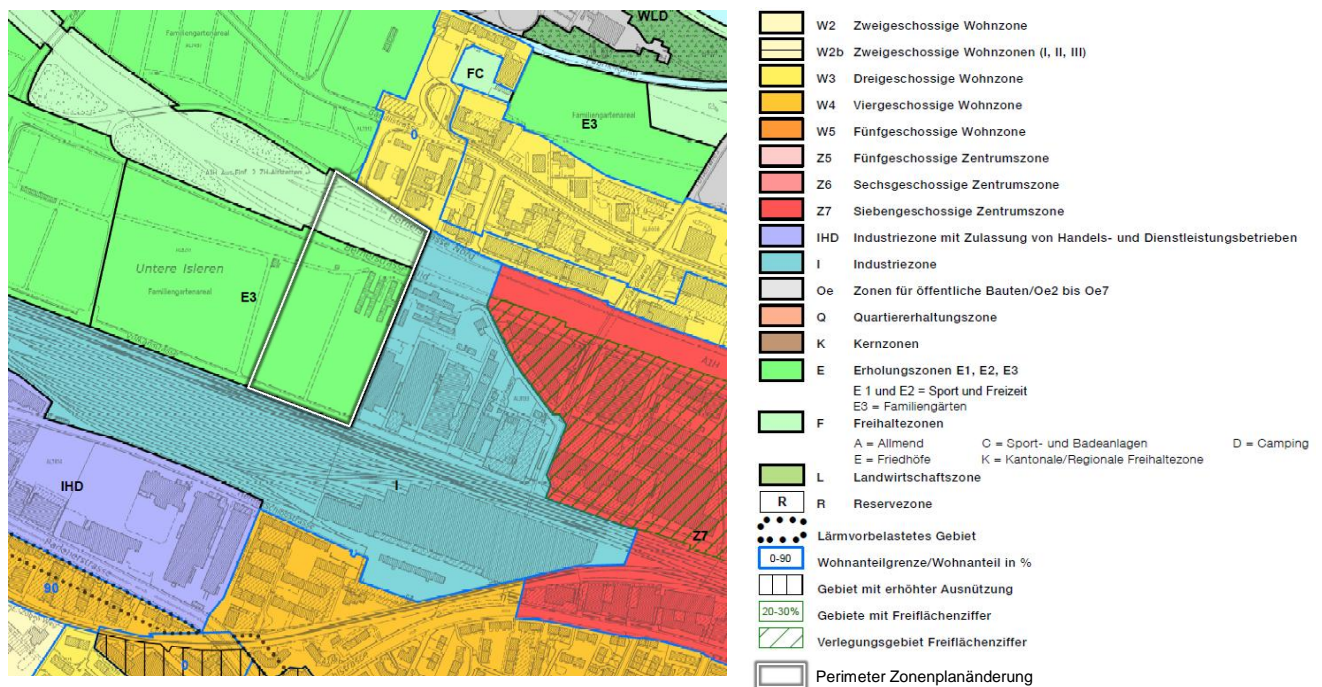 WLD
Familiengartenareal
FC
E3
Familiengartenareal
0
Untere Isleren
Familiengartenareal
E3
A1H
IHD
I
Z7
90
0
W2 Zweigeschossige Wohnzone
W2b Zweigeschossige Wohnzonen (I, II, III)
W3 Dreigeschossige Wohnzone
W4 Viergeschossige Wohnzone
W5 Fünfgeschossige Wohnzone
Z5 Fünfgeschossige Zentrumszone
Z6 Sechsgeschossige Zentrumszone
Z7 Siebengeschossige Zentrumszone
IHD Industriezone mit Zulassung von Handels- und Dienstleistungsbetrieben
I Industriezone
Oe Zonen für öffentliche Bauten/Oe2 bis Oe7
Q Quartiererhaltungszone
K Kernzonen
E Erholungszonen E1, E2, E3
E 1 und E2 = Sport und Freizeit
E3 = Familiengärten
F Freihaltezonen
A = Allmend C = Sport- und Badeanlagen D = Camping
E = Friedhöfe K = Kantonale/Regionale Freihaltezone
L Landwirtschaftszone
R R Reservezone
Lärmvorbelastetes Gebiet
0-90 Wohnanteilgrenze/Wohnanteil in %
Gebiet mit erhöhter Ausnützung
20-30% Gebiete mit Freiflächenziffer
Verlegungsgebiet Freiflächenziffer
Perimeter Zonenplanänderung